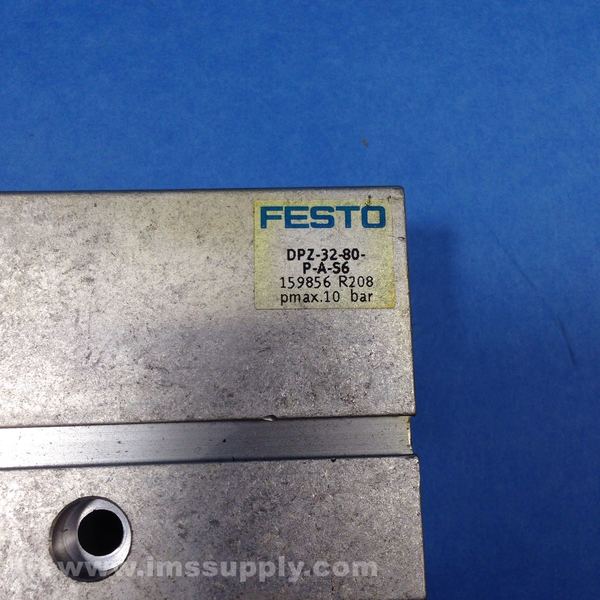 FESTO
DPZ-32-80-
P-A-S6
159856 R208
pmax.10 bar
www.imssupply.com